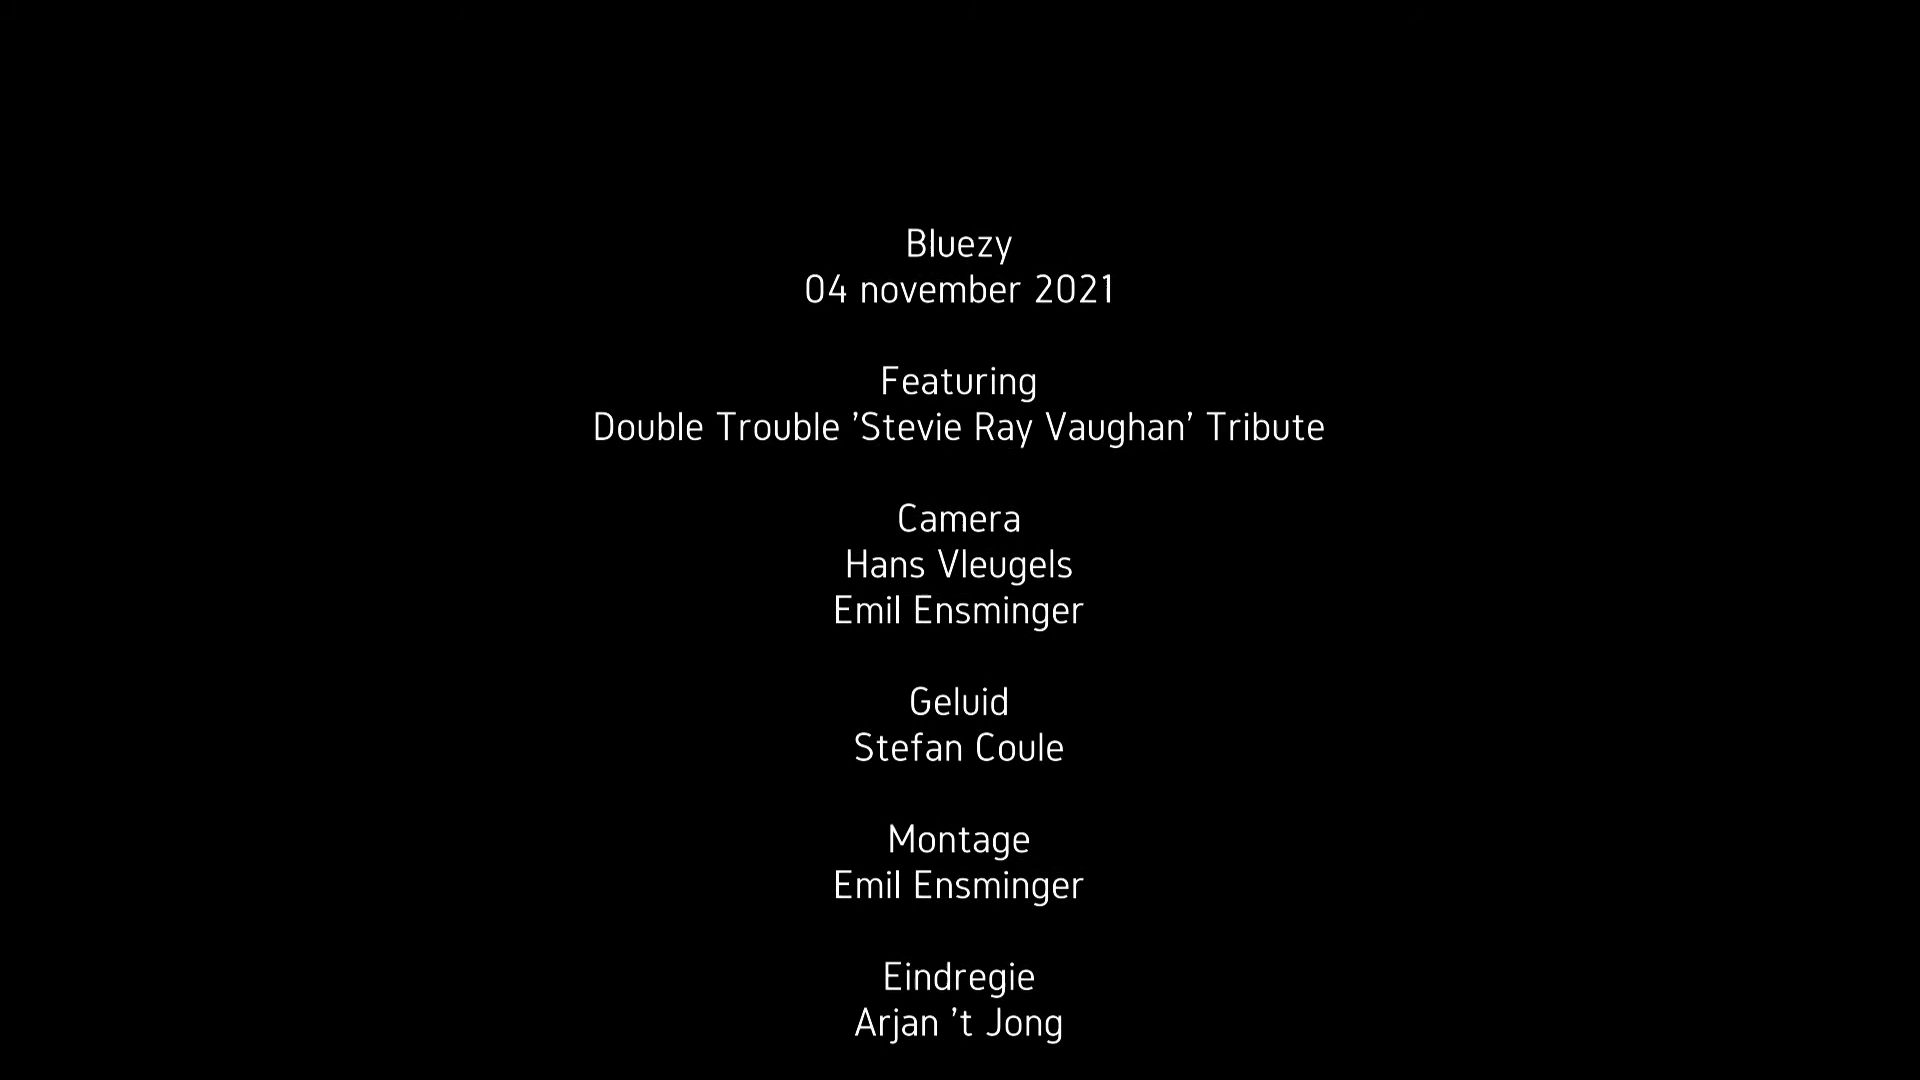 Bluezy
04 november 2021
Featuring
Double Trouble 'Stevie Ray Vaughan' Tribute
Camera
Hans Vleugels
Emil Ensminger
Geluid
Stefan Coule
Montage
Emil Ensminger
Eindregie
Arjan 't Jong